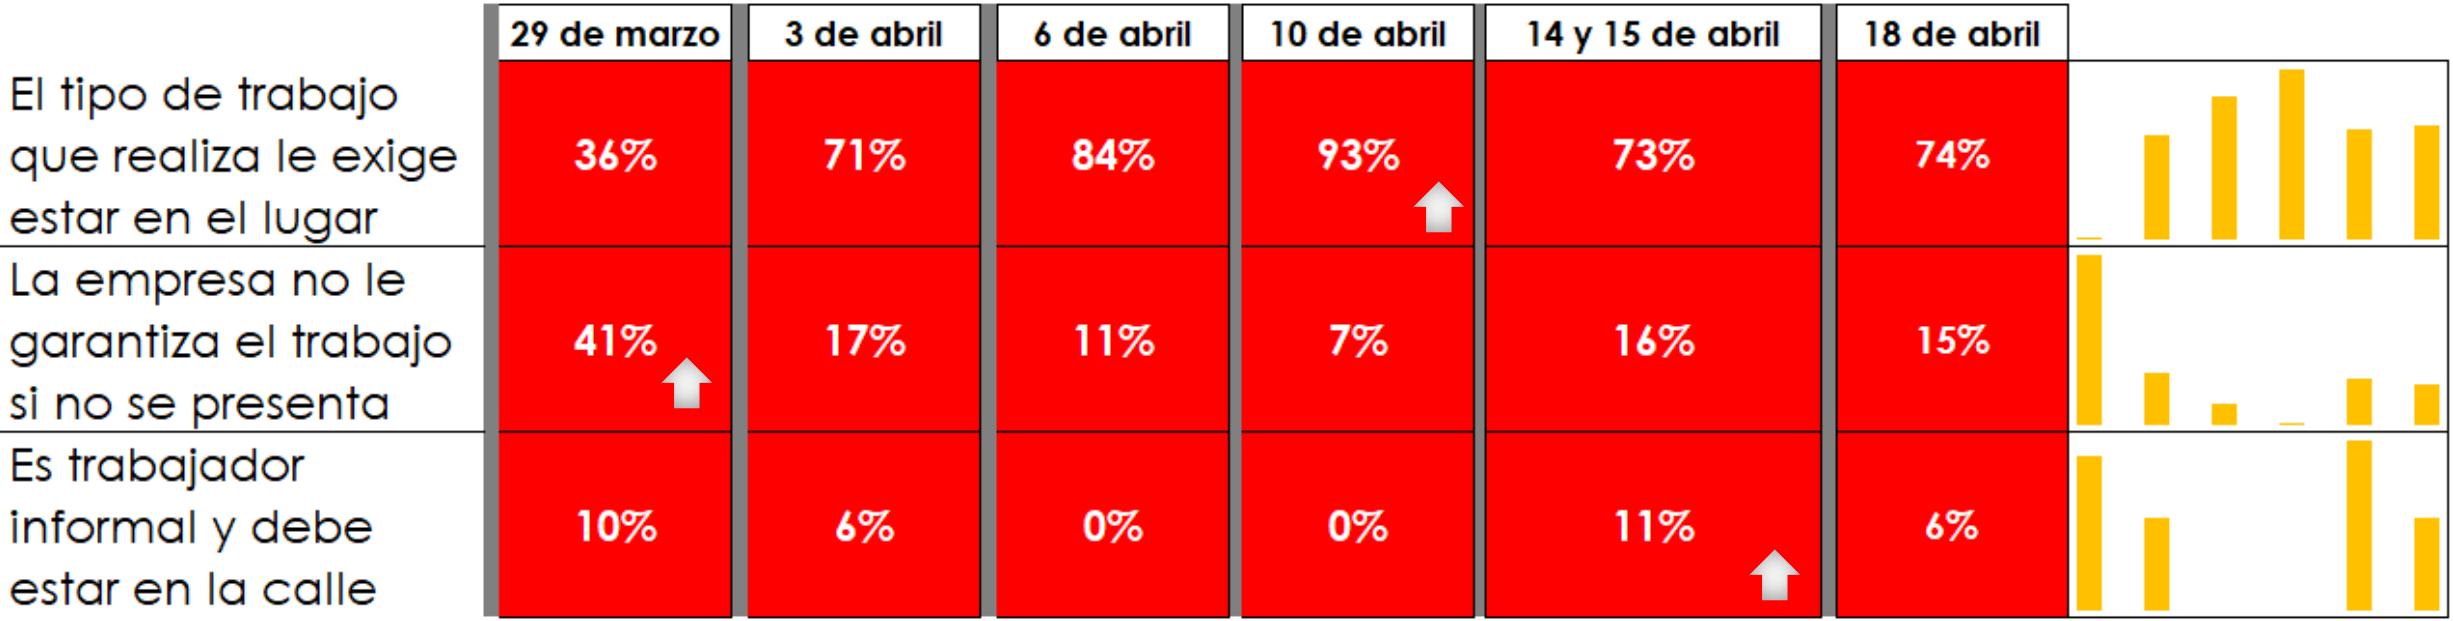 29 de marzo 3 de abril 6 de abril 10 de abril 14 y 15 de abril 18 de abril
El tipo de trabajo
que realiza le exige
estar en el lugar
36% 71% 84% 93% 73% 74%
La empresa no le
garantiza el trabajo
si no se presenta
41% 17% 11% 7% 16% 15%
Es trabajador
informal y debe
estar en la calle
10% 6% 0% 0% 11% 6%